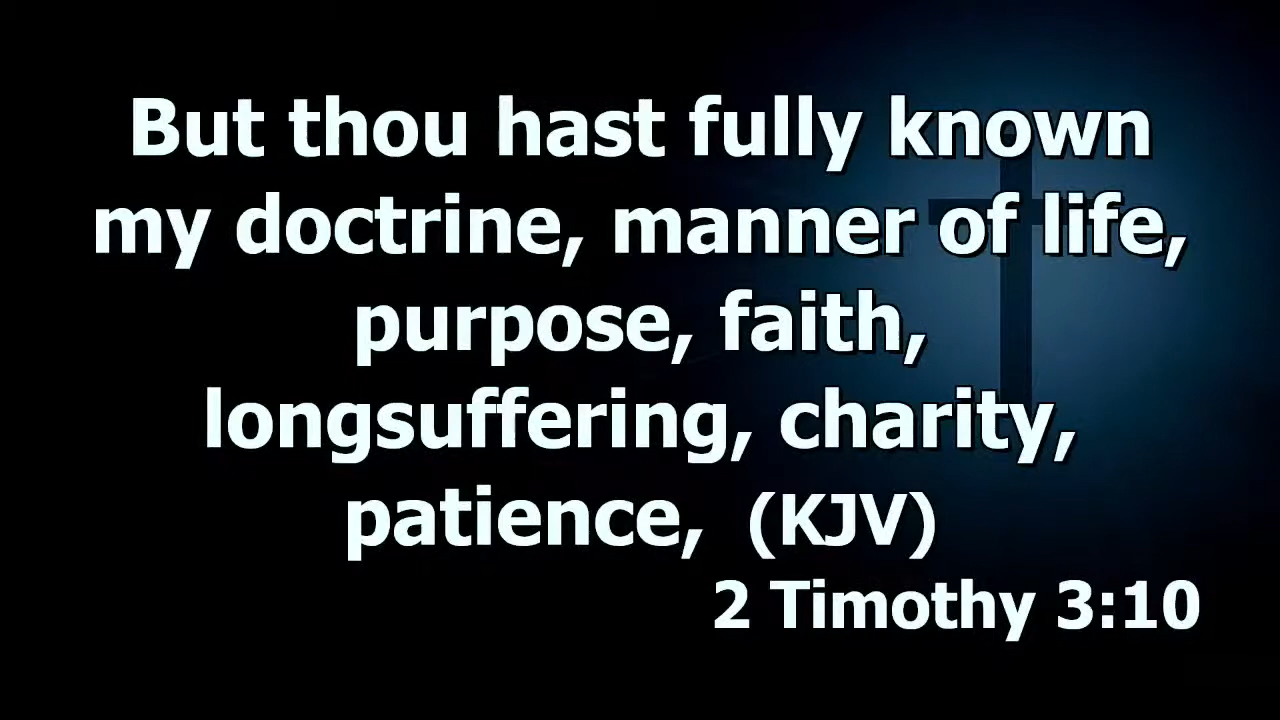 But thou hast fully known
my doctrine, manner of life,
purpose, faith,
longsuffering, charity,
patience, (KJV)
2 Timothy 3:10